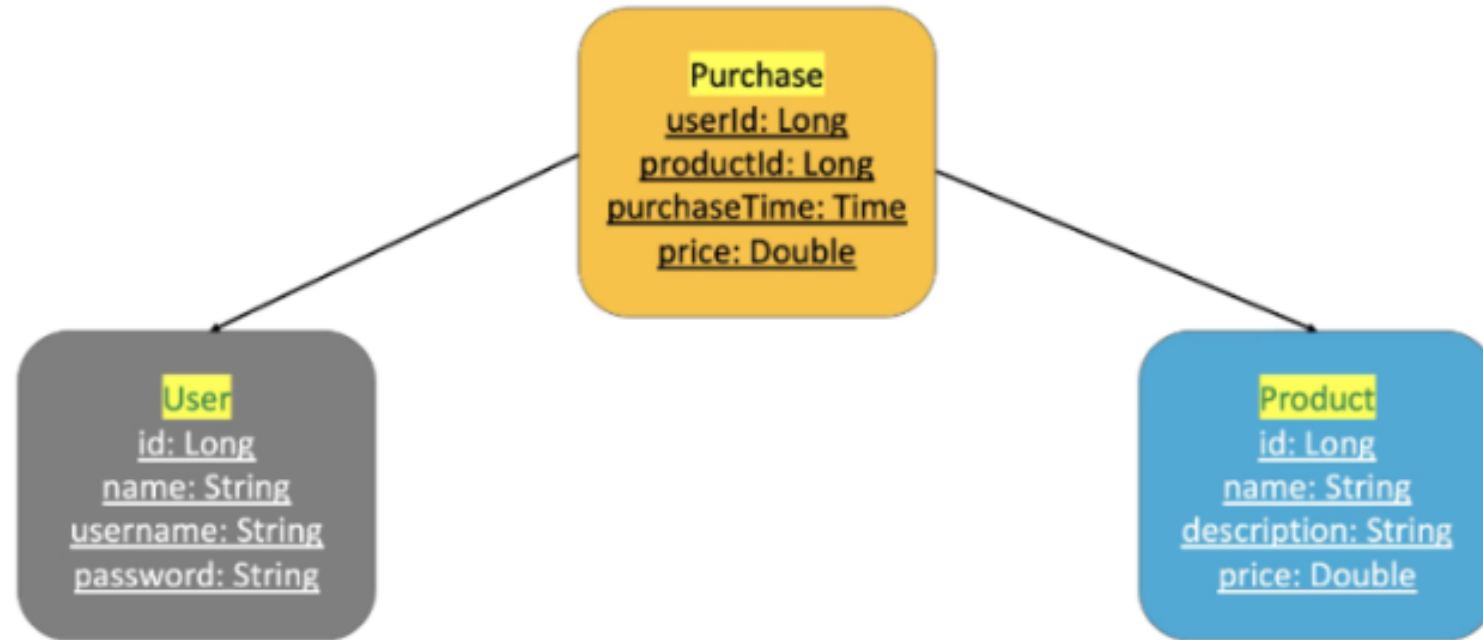 Purchase
userId: Long
productId: Long
purchaseTime: Time
price: Double
User
id: Long
name: String
username: String
password: String
Product
id: Long
name: String
description: String
price: Double